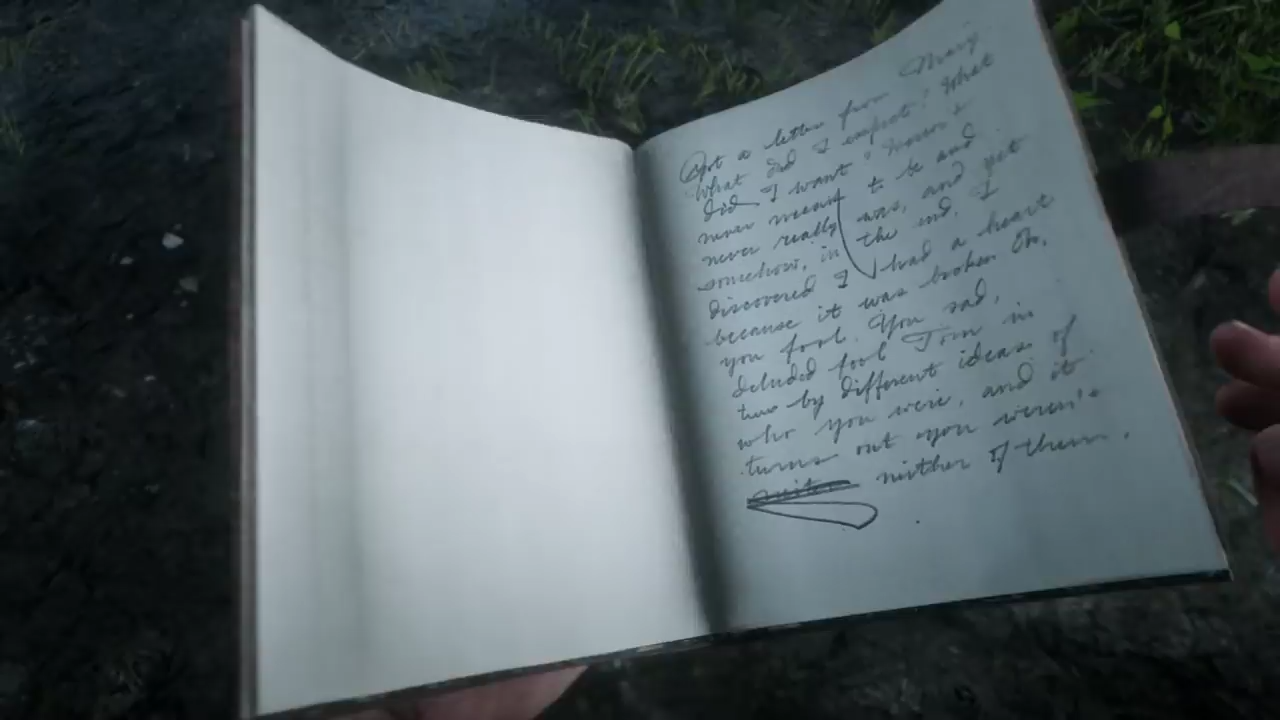 Got a letter from Mary
What did I expect? What
did I want? Wasn't
never meant to be and
never really was, and yet
somehow, in the end, I
discovered I had a heart
because it was broken. Oh,
you fool. You sad,
deluded fool Torn in
two by different ideas of
who you were, and it
turns out you weren't
quite neither of them.